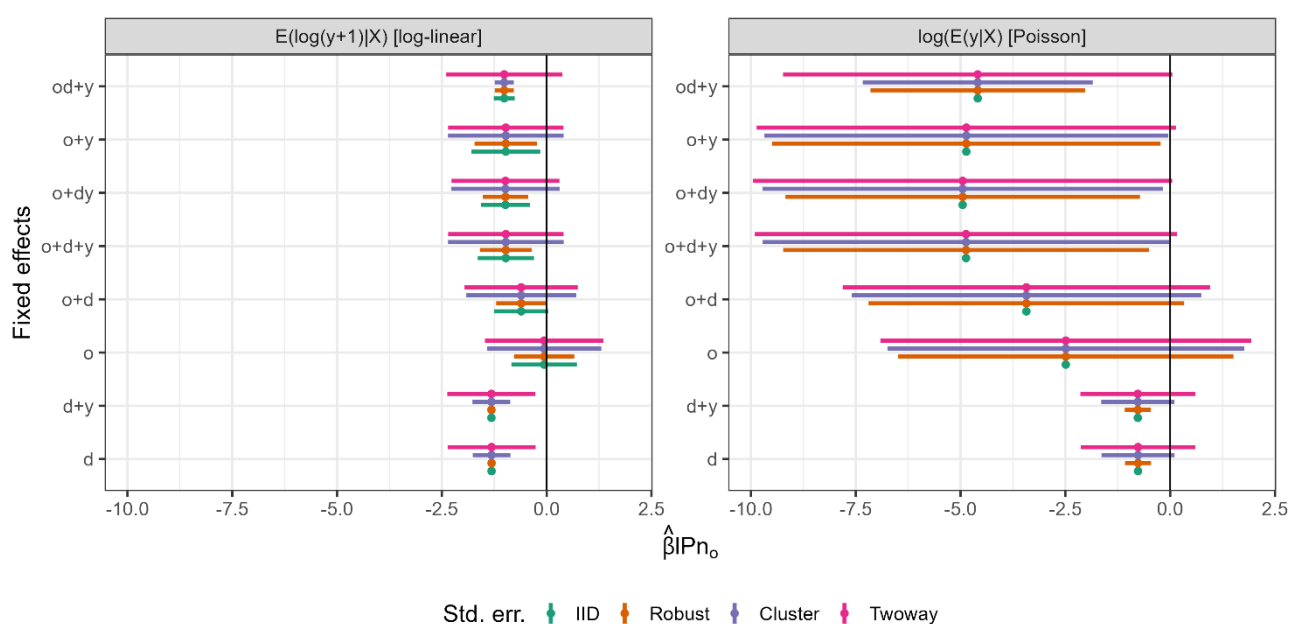 E(log(y+1)|X) [log-linear]
log(E(y|X) [Poisson]
Fixed effects
od+y
o+y
o+dy
o+d+y
o+d
o
d+y
d
od+y
o+y
o+dy
o+d+y
o+d
o
d+y
d
-10.0 -7.5 -5.0 -2.5 0.0 2.5
-10.0 -7.5 -5.0 -2.5 0.0 2.5
β̂IPnₒ
Std. err. IID Robust Cluster Twoway